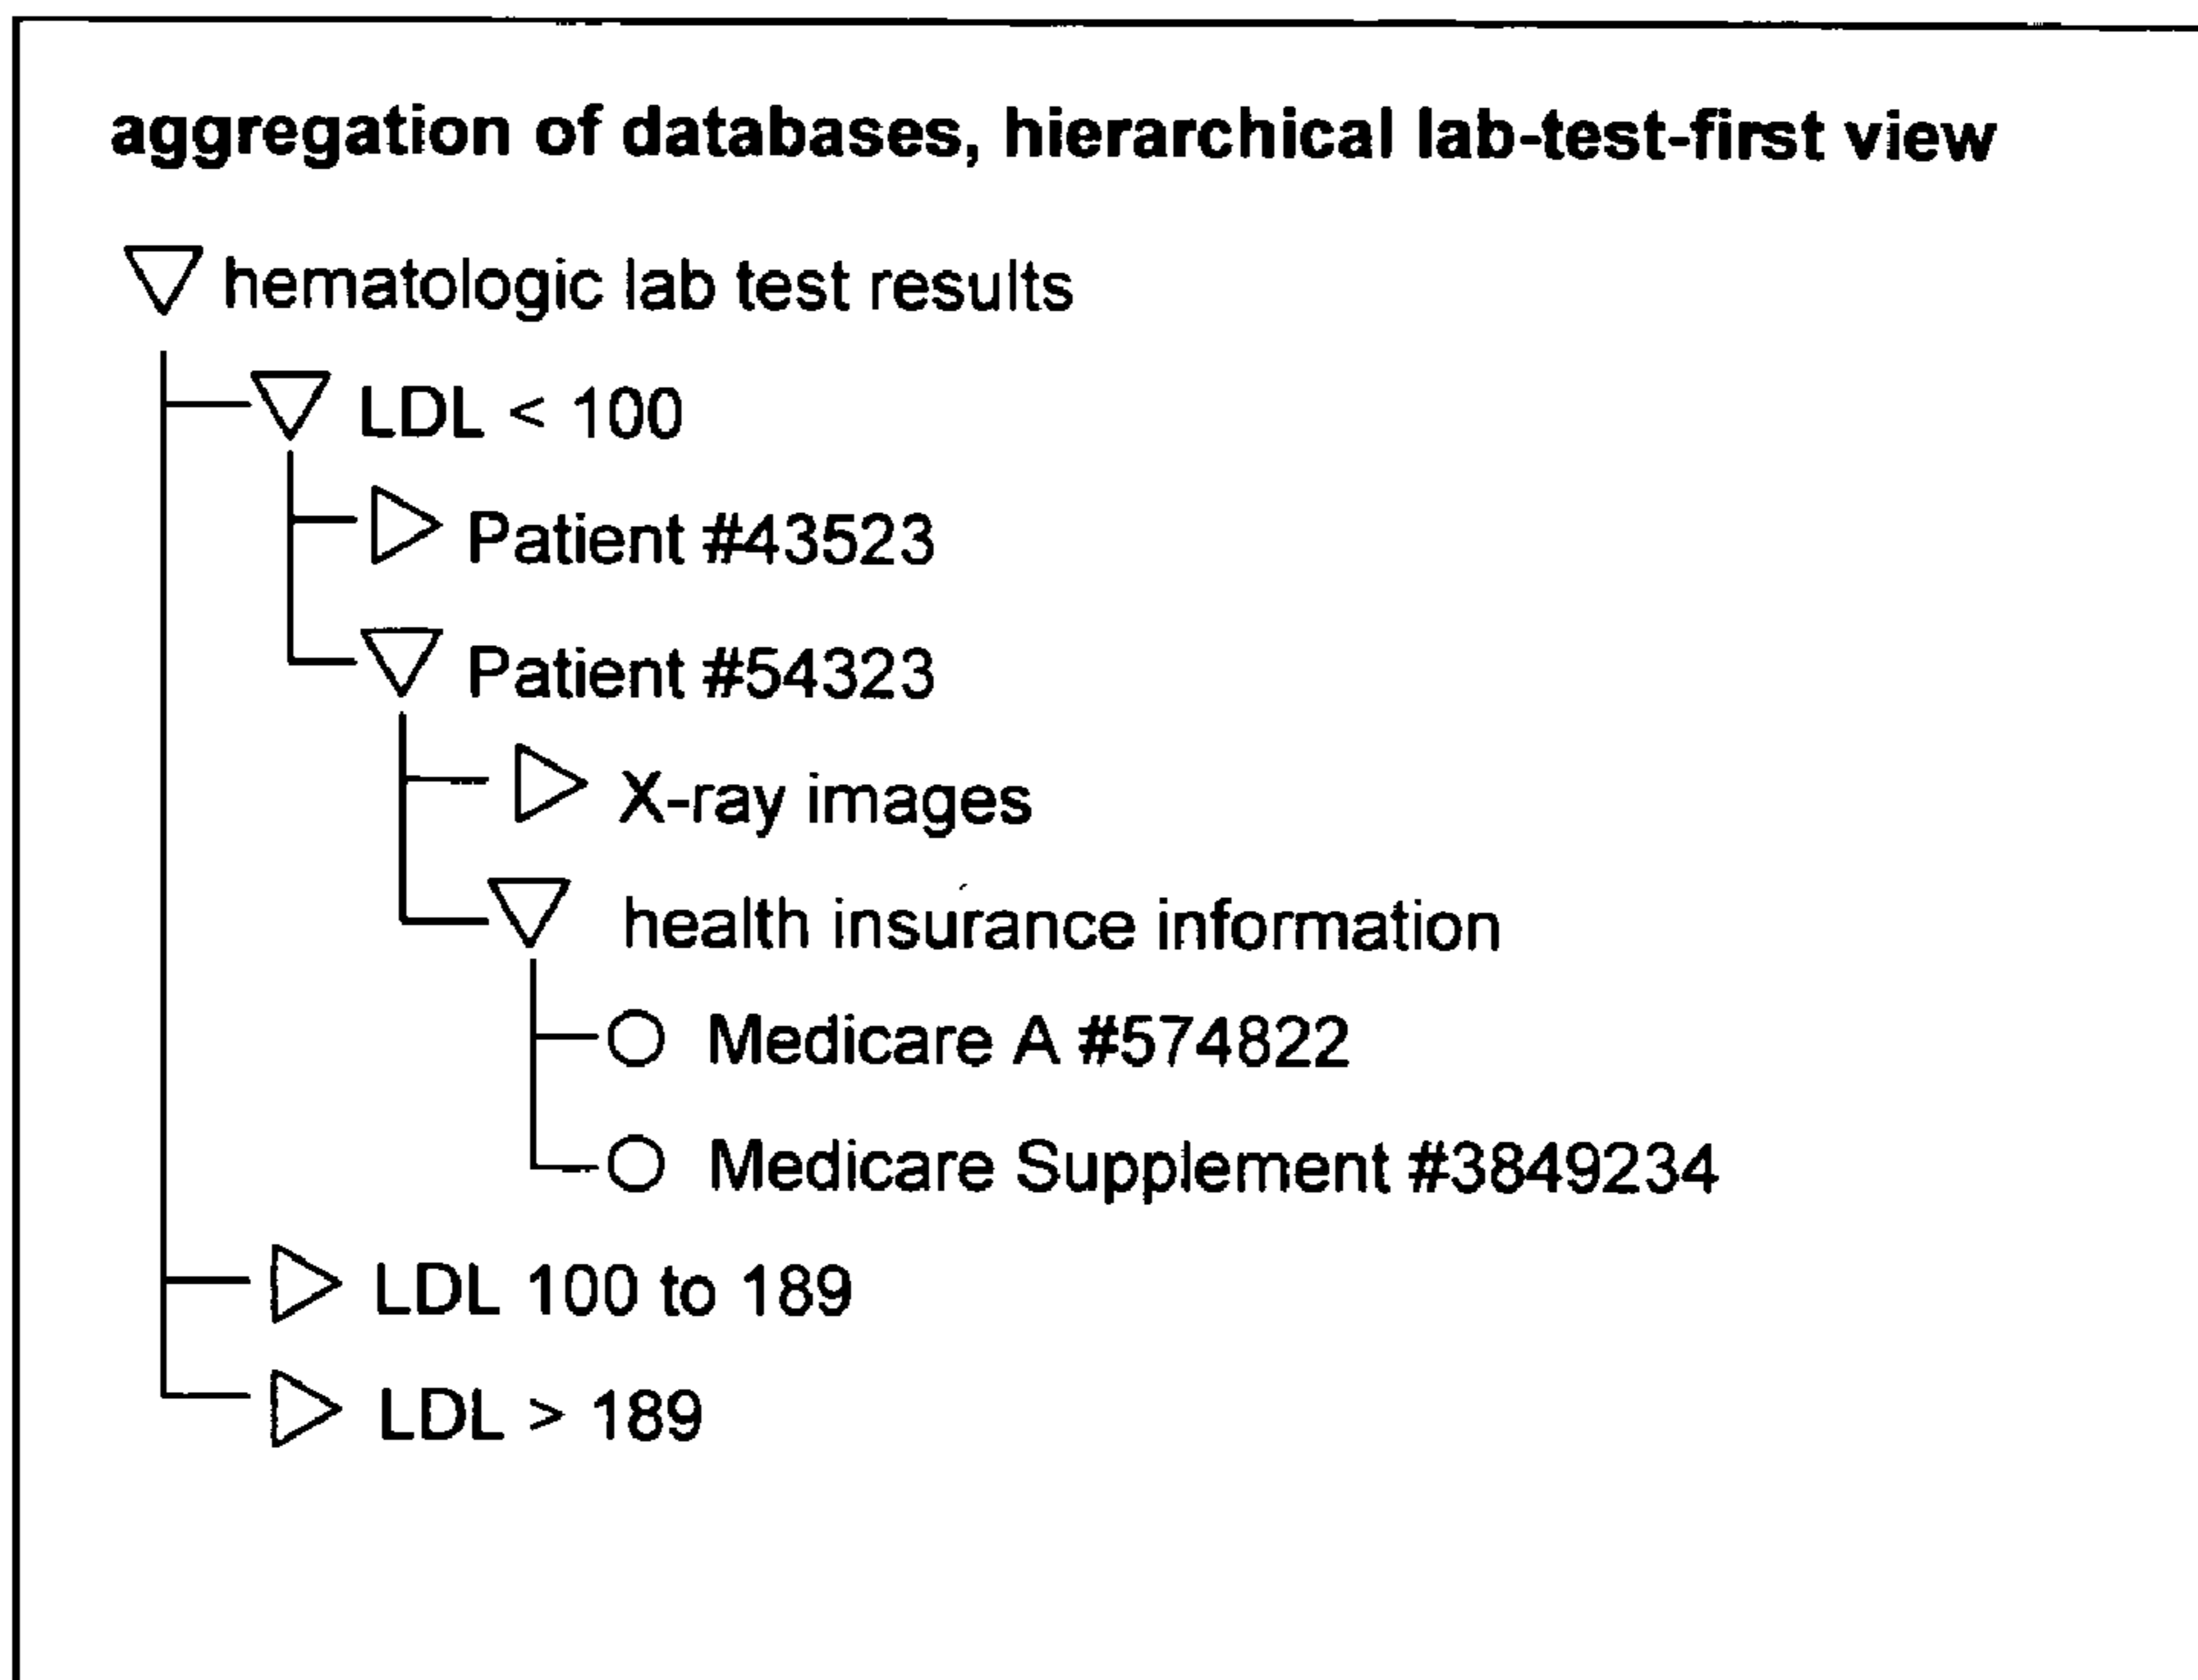 aggregation of databases, hierarchical lab-test-first view
hematologic lab test results
LDL < 100
Patient #43523
Patient #54323
X-ray images
health insurance information
Medicare A #574822
Medicare Supplement #3849234
LDL 100 to 189
LDL > 189